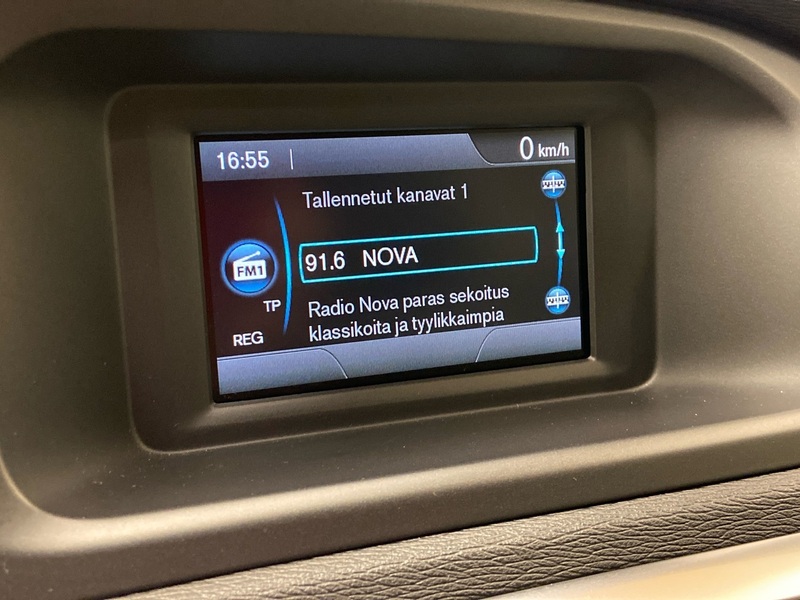 16:55
0 km/h
Tallennetut kanavat 1
FM1
91.6 NOVA
TP
REG
Radio Nova paras sekoitus
klassikoita ja tyylikkaimpia